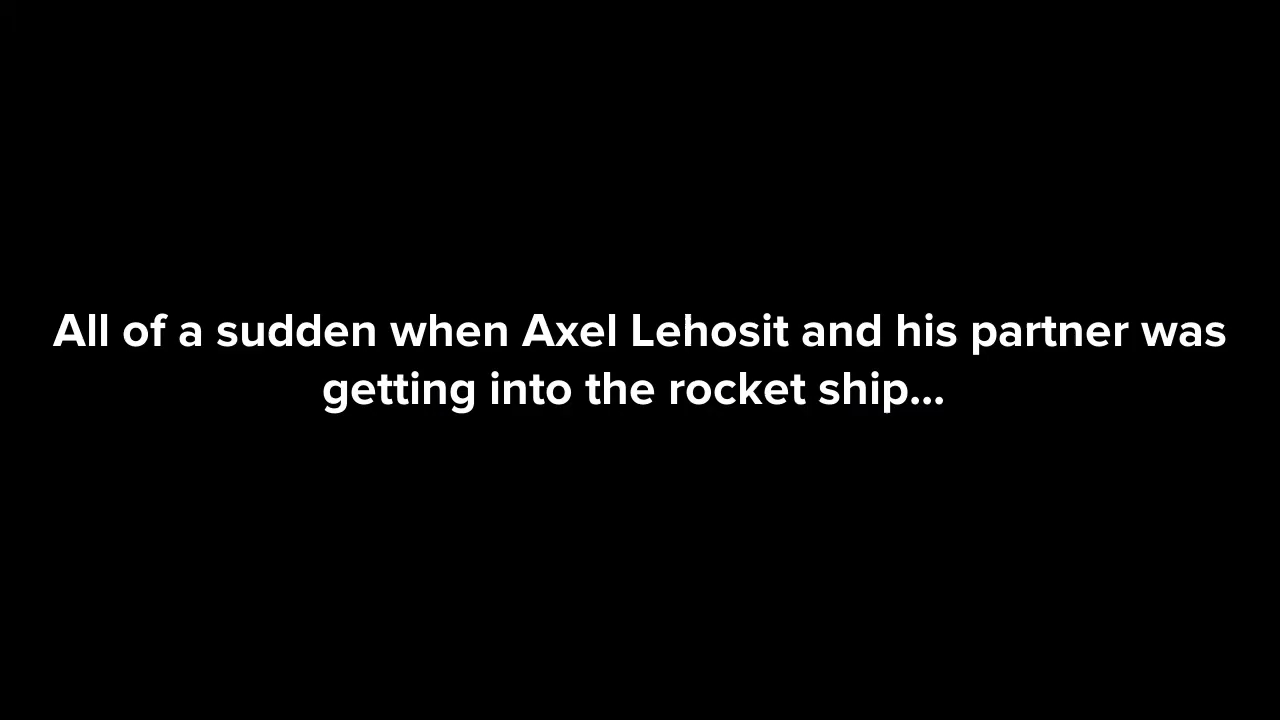 All of a sudden when Axel Lehosit and his partner was
getting into the rocket ship...